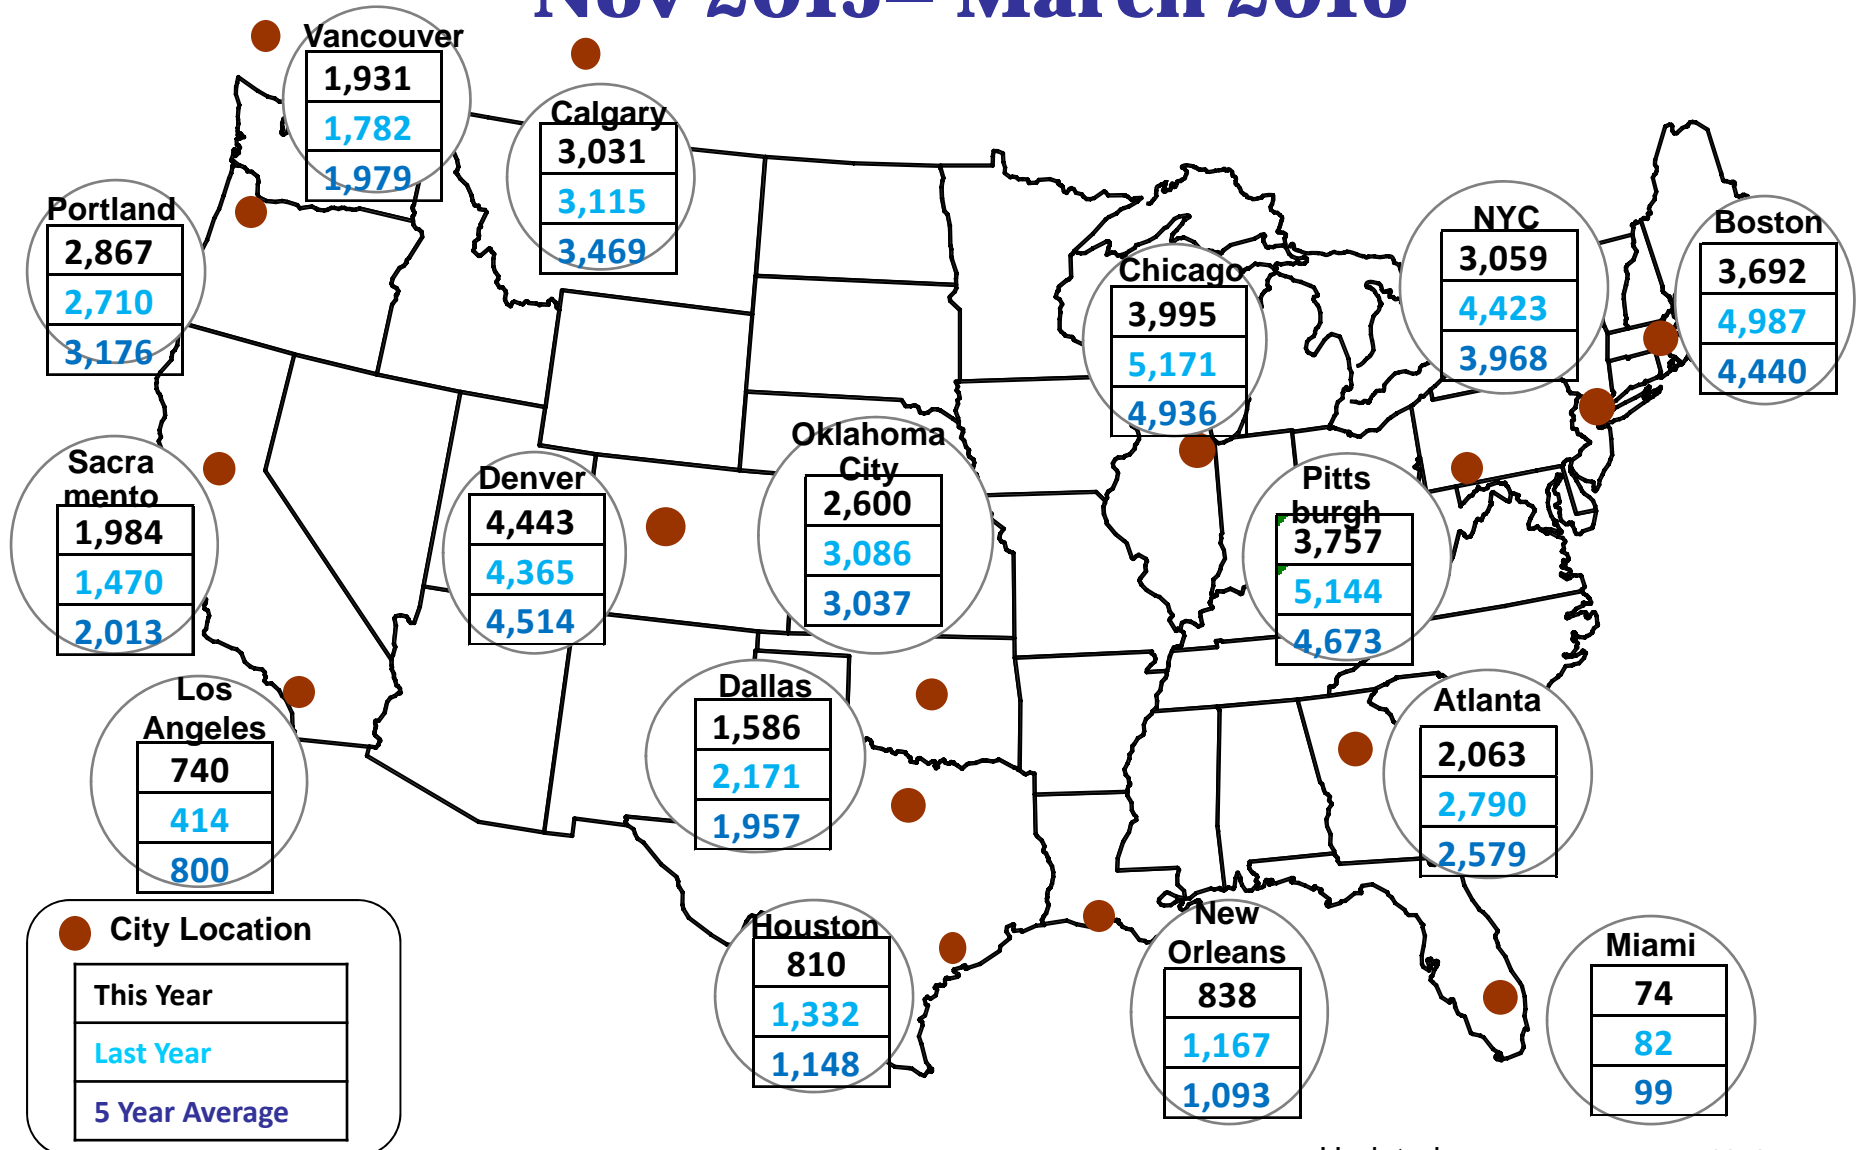 Nov 2015– March 2016
Vancouver
1,931
1,782
1,979
Calgary
3,031
3,115
3,469
Portland
2,867
2,710
3,176
NYC
3,059
4,423
3,968
Boston
3,692
4,987
4,440
Chicago
3,995
5,171
4,936
Sacra
mento
1,984
1,470
2,013
Denver
4,443
4,365
4,514
Oklahoma
City
2,600
3,086
3,037
Pitts
burgh
3,757
5,144
4,673
Los
Angeles
740
414
800
Dallas
1,586
2,171
1,957
Atlanta
2,063
2,790
2,579
Houston
810
1,332
1,148
New
Orleans
838
1,167
1,093
Miami
74
82
99
City Location
This Year
Last Year
5 Year Average